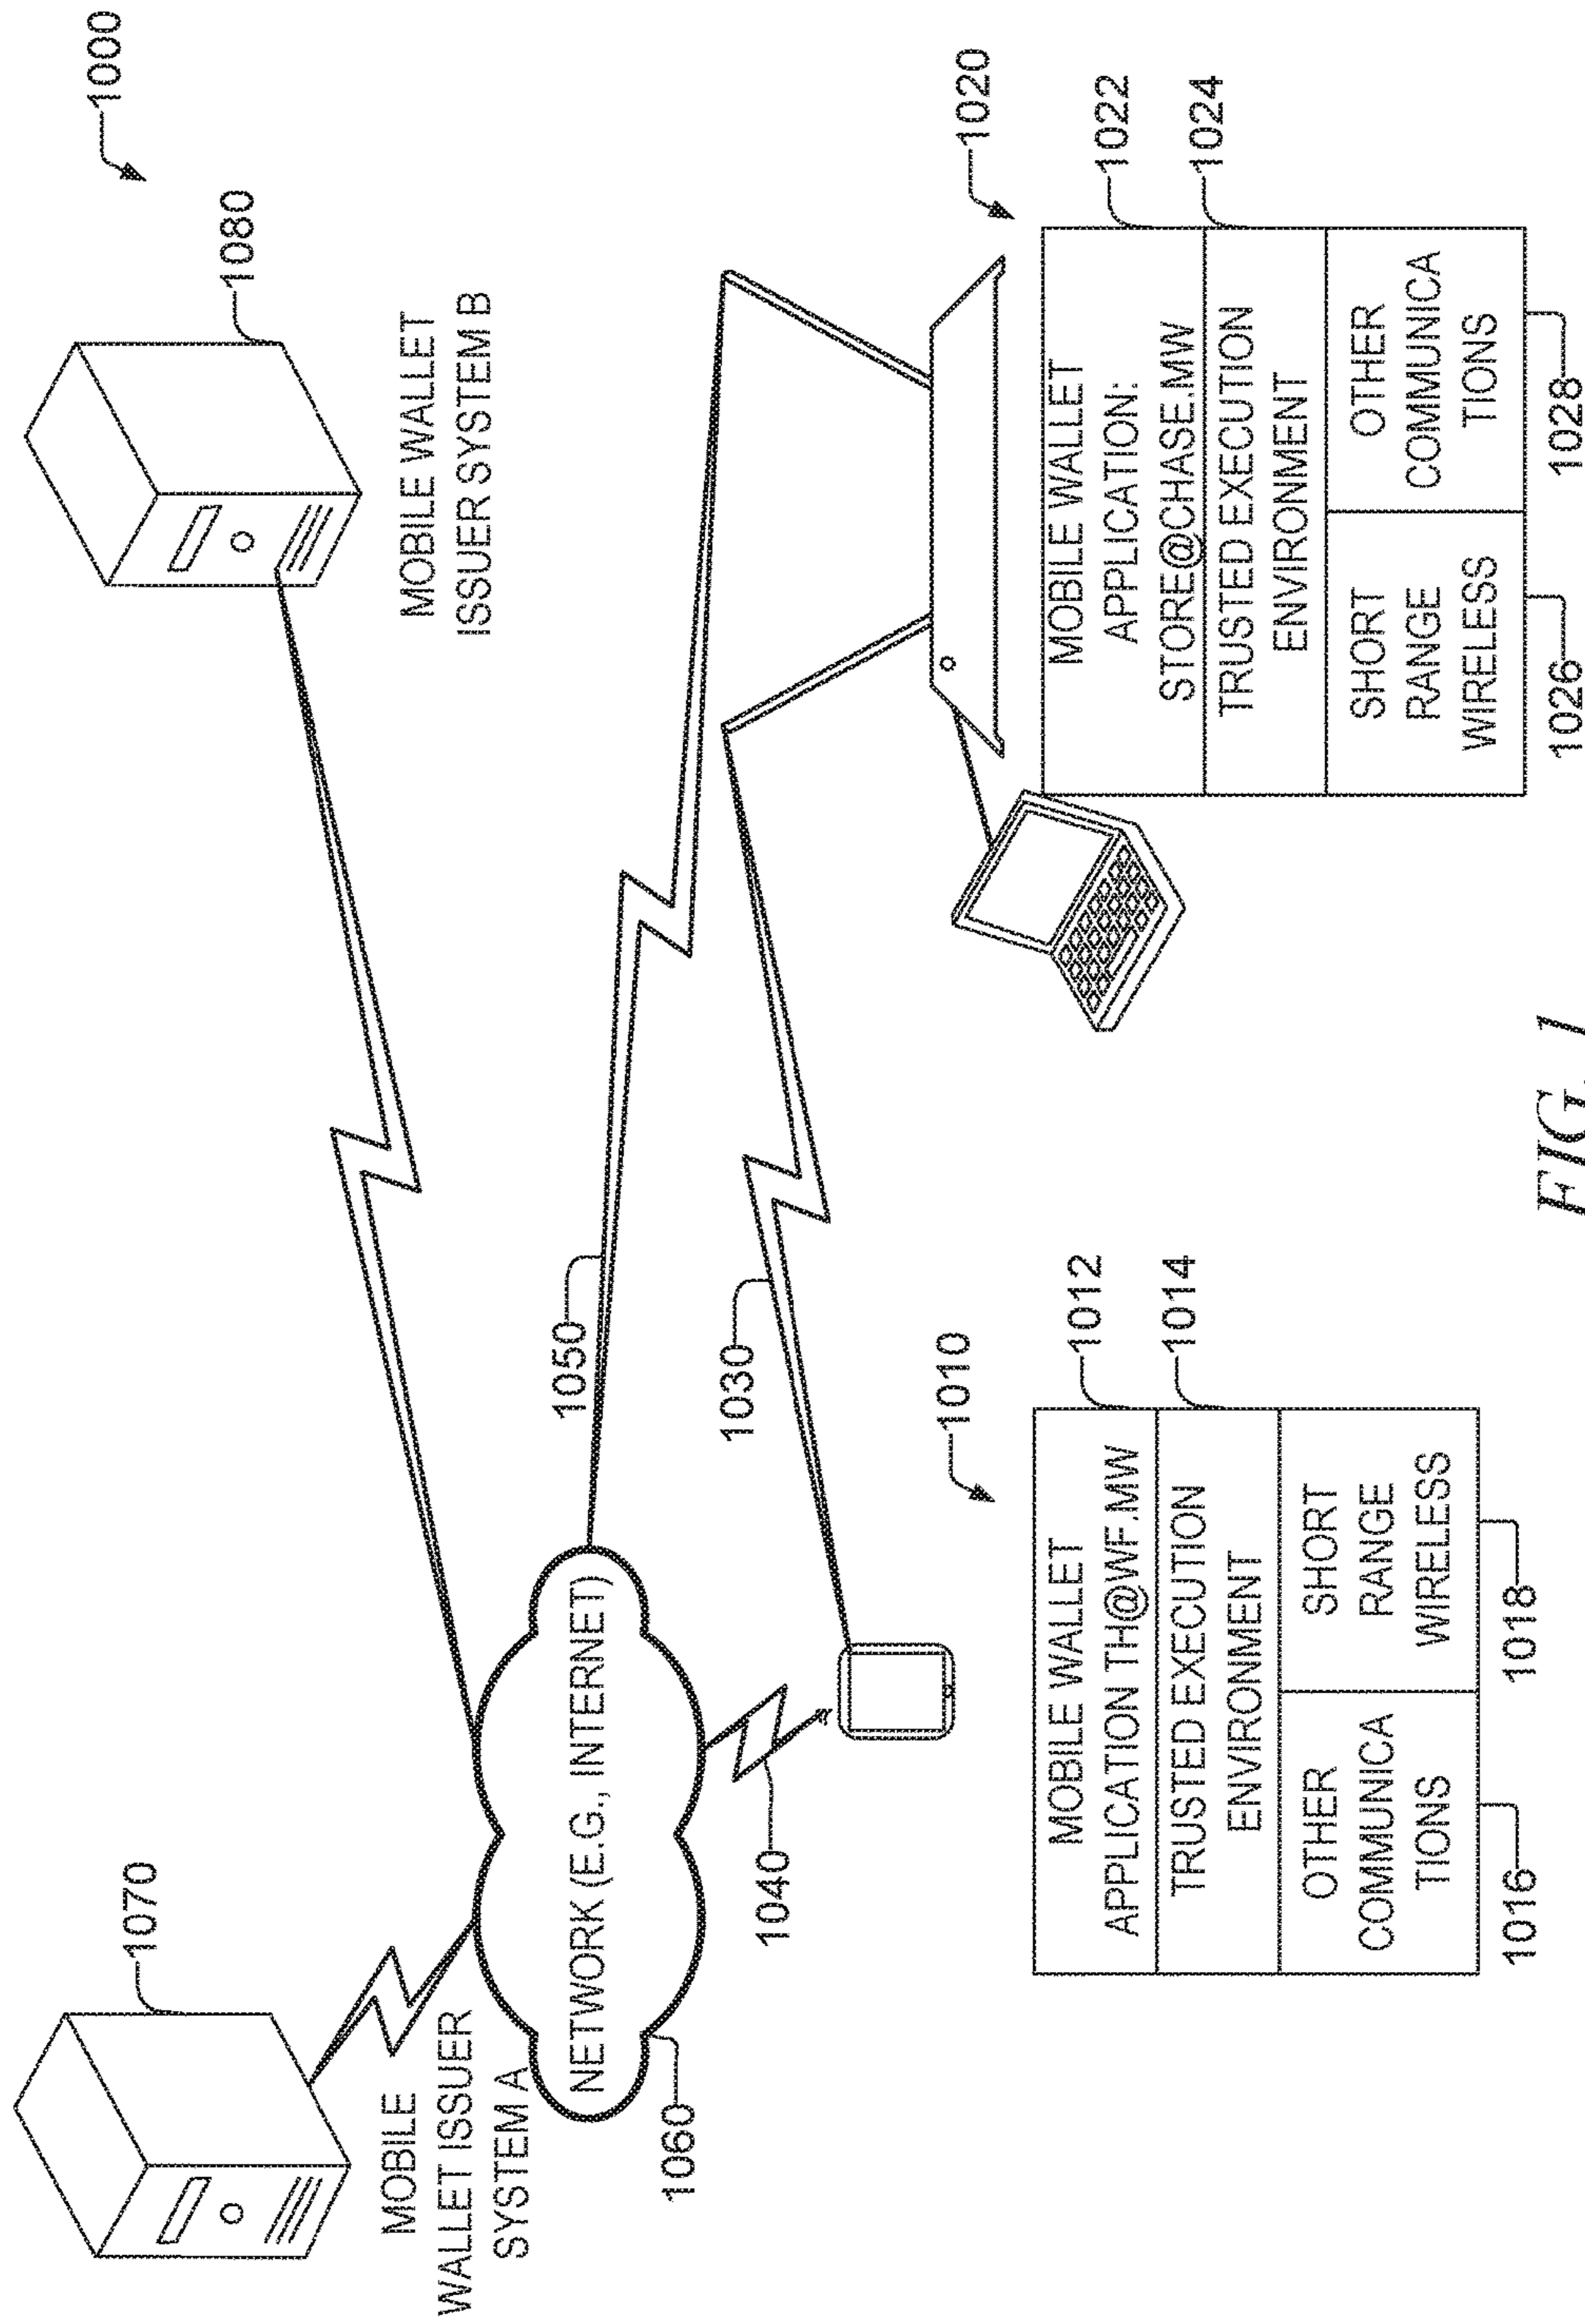 1000
1070
1080
MOBILE
WALLET ISSUER
SYSTEM A
MOBILE WALLET
ISSUER SYSTEM B
NETWORK (E.G., INTERNET)
1060
1050
1040
1030
1010
MOBILE WALLET
APPLICATION TH@WF.MW
1012
TRUSTED EXECUTION
ENVIRONMENT
1014
OTHER
COMMUNICA
TIONS
SHORT
RANGE
WIRELESS
1016
1018
1020
MOBILE WALLET
APPLICATION:
STORE@CHASE.MW
1022
TRUSTED EXECUTION
ENVIRONMENT
1024
SHORT
RANGE
WIRELESS
OTHER
COMMUNICA
TIONS
1026
1028
FIG. 1